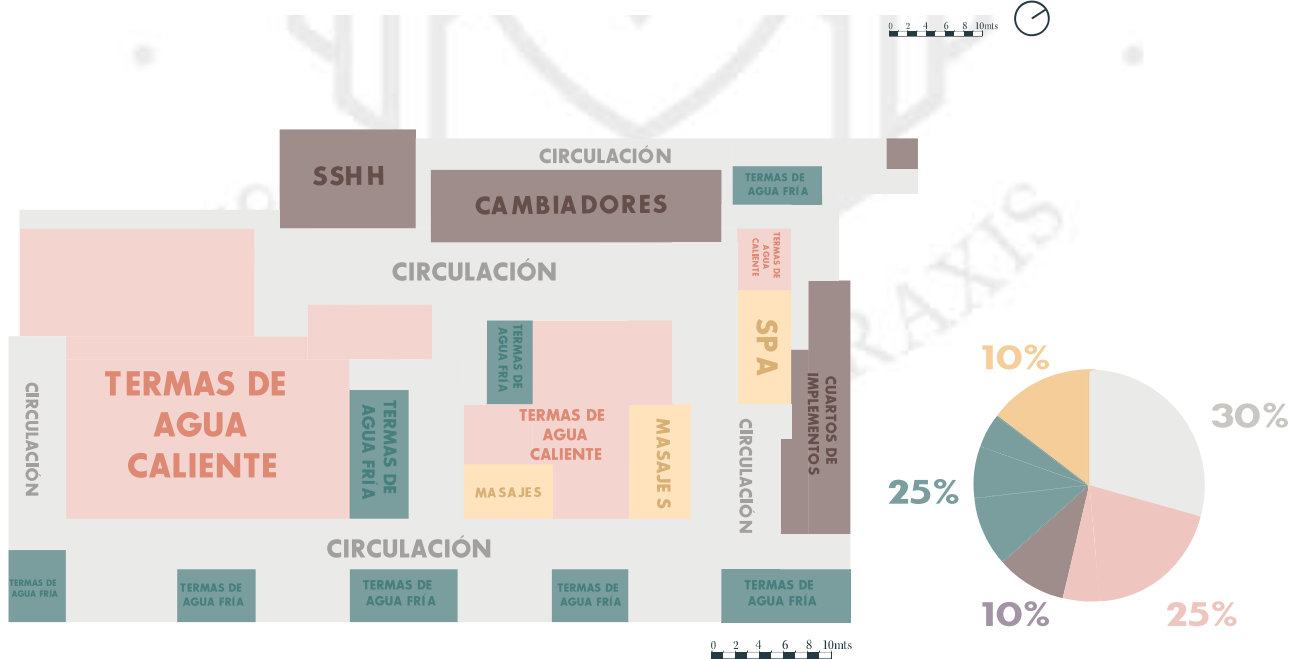 0 2 4 6 8 10mts
CIRCULACIÓN
SSHH
CAMBIADORES
TERMAS DE
AGUA FRÍA
TERMAS DE
AGUA
CALIENTE
CIRCULACIÓN
RAXIS
SPA
TERMAS DE
AGUA FRÍA
10%
30%
TERMAS DE
AGUA
CALIENTE
CIRCULACIÓN
TERMAS DE
AGUA FRÍA
TERMAS DE
AGUA
CALIENTE
MASAJES
MASAJES
CIRCULACIÓN
CUARTOS DE
IMPLEMENTOS
25%
CIRCULACIÓN
TERMAS DE
AGUA FRÍA
TERMAS DE
AGUA FRÍA
TERMAS DE
AGUA FRÍA
TERMAS DE
AGUA FRÍA
TERMAS DE
AGUA FRÍA
10%
25%
0 2 4 6 8 10mts